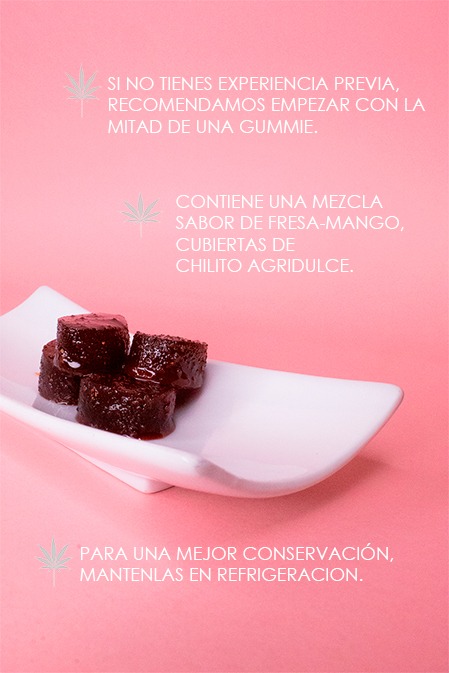 SI NO TIENES EXPERIENCIA PREVIA,
RECOMENDAMOS EMPEZAR CON LA
MITAD DE UNA GUMMIE.
CONTIENE UNA MEZCLA
SABOR DE FRESA-MANGO,
CUBIERTAS DE
CHILITO AGRIDULCE.
PARA UNA MEJOR CONSERVACIÓN,
MANTENLAS EN REFRIGERACION.